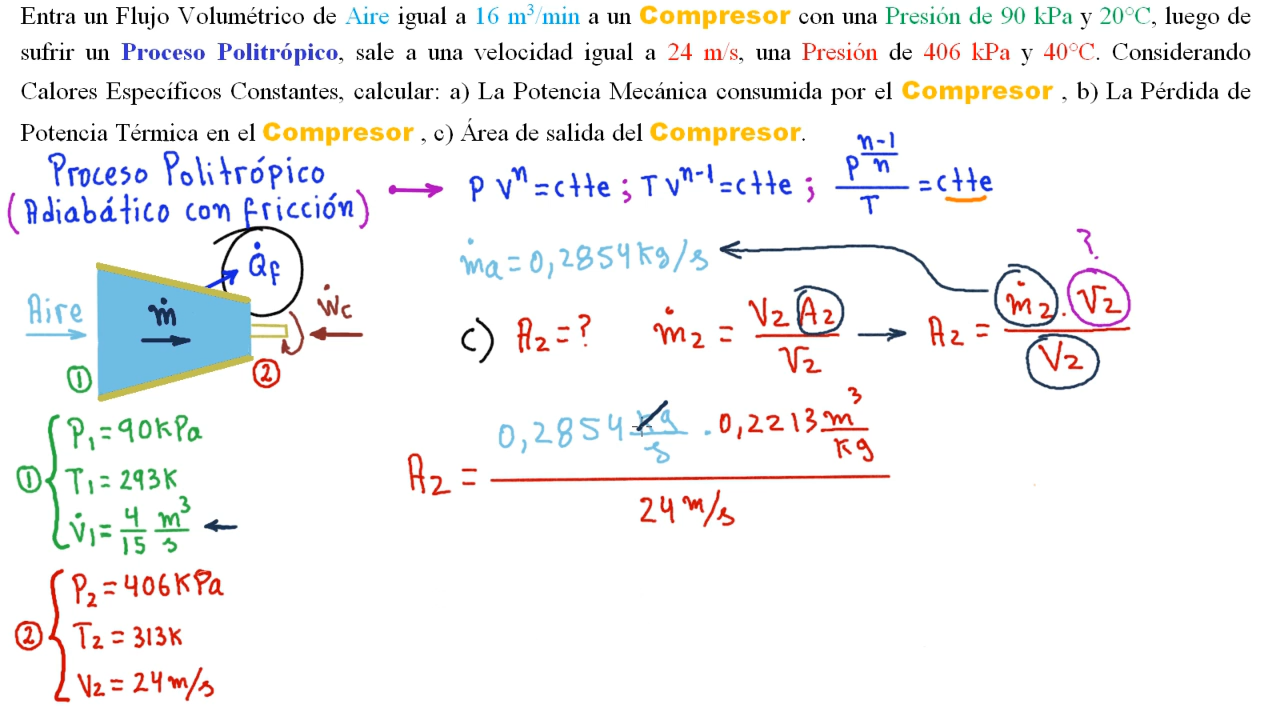 Entra un Flujo Volumétrico de Aire igual a 16 m³/min a un Compresor con una Presión de 90 kPa y 20°C, luego de
sufrir un Proceso Politrópico, sale a una velocidad igual a 24 m/s, una Presión de 406 kPa y 40°C. Considerando
Calores Específicos Constantes, calcular: a) La Potencia Mecánica consumida por el Compresor , b) La Pérdida de
Potencia Térmica en el Compresor , c) Área de salida del Compresor.
Proceso Politrópico
(Adiabático con fricción)
P Vⁿ = ctte ; T Vⁿ⁻¹ = ctte ; P^((n-1)/n) / T = ctte
ṁa = 0,2854 kg/s
?
Q̇f
Aire
ṁ
Ẇc
①
②
c) A₂ = ? ṁ₂ = V₂ A₂ / V₂ → A₂ = ṁ₂ . V₂ / V₂
A₂ = 0,2854 kg/s . 0,2213 m³/kg / 24 m/s
① P₁ = 90 kPa
T₁ = 293 K
V̇₁ = 4/15 m³/s
② P₂ = 406 KPa
T₂ = 313 K
V₂ = 24 m/s